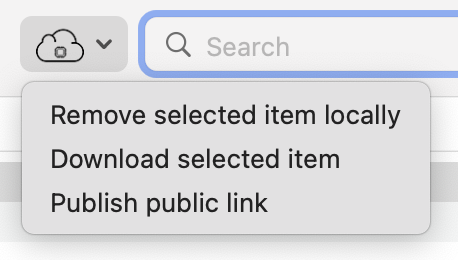 Search
Remove selected item locally
Download selected item
Publish public link